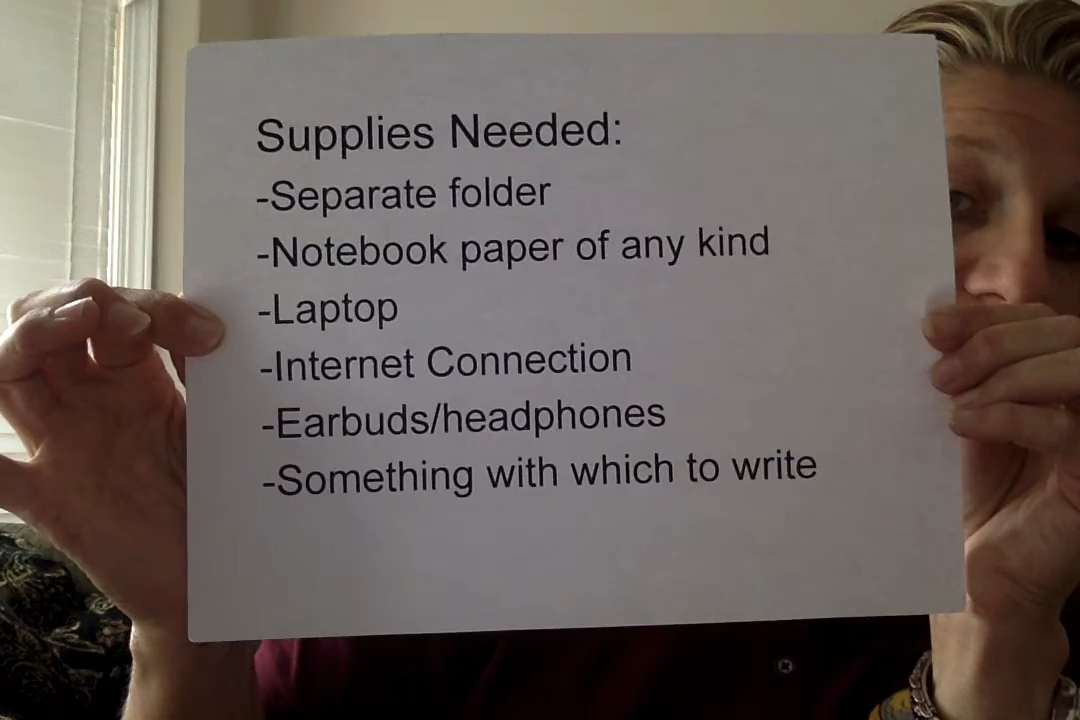 Supplies Needed:
-Separate folder
-Notebook paper of any kind
-Laptop
-Internet Connection
-Earbuds/headphones
-Something with which to write